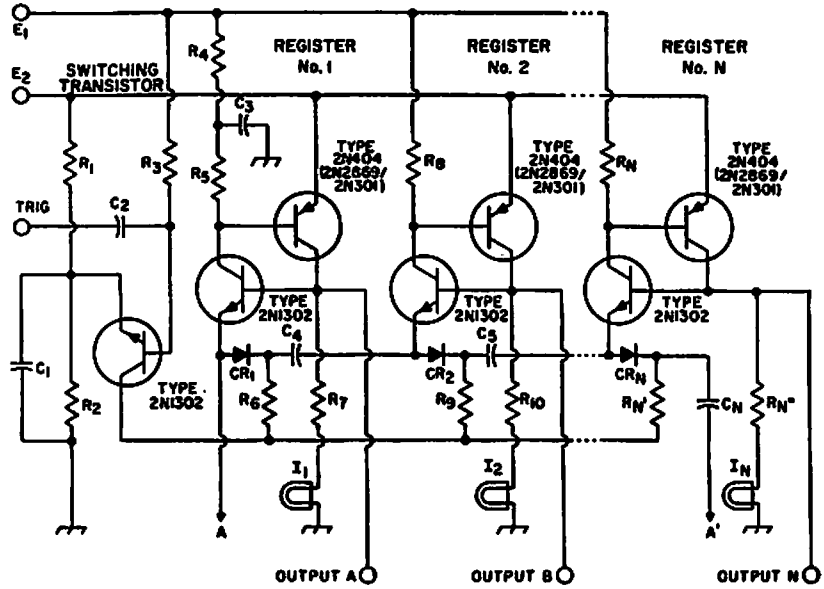 E1
E2
SWITCHING
TRANSISTOR
R4
REGISTER
No. 1
REGISTER
No. 2
REGISTER
No. N
C3
R1
R3
R5
TYPE
2N404
(2N2869/
2N301)
R8
TYPE
2N404
(2N2869/
2N301)
RN
TYPE
2N404
(2N2869/
2N301)
TRIG
C2
TYPE
2N1302
TYPE
2N1302
TYPE
2N1302
C1
R2
TYPE
2N1302
CR1
C4
CR2
C5
CRN
R6
R7
R9
R10
RN'
CN
RN"
I1
I2
IN
A
A'
OUTPUT A
OUTPUT B
OUTPUT N